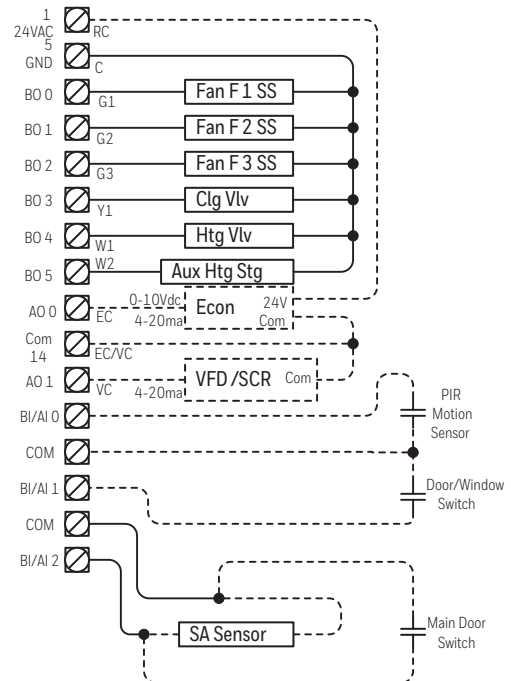 1
24VAC
RC
5
GND
C
BO 0
G1
Fan F 1 SS
BO 1
G2
Fan F 2 SS
BO 2
G3
Fan F 3 SS
BO 3
Y1
Clg Vlv
BO 4
W1
Htg Vlv
BO 5
W2
Aux Htg Stg
AO 0
EC
0-10Vdc
4-20ma
Econ
24V
Com
Com
14
EC/VC
AO 1
VC
4-20ma
VFD /SCR
Com
BI/AI 0
PIR
Motion
Sensor
COM
BI/AI 1
Door/Window
Switch
COM
BI/AI 2
SA Sensor
Main Door
Switch